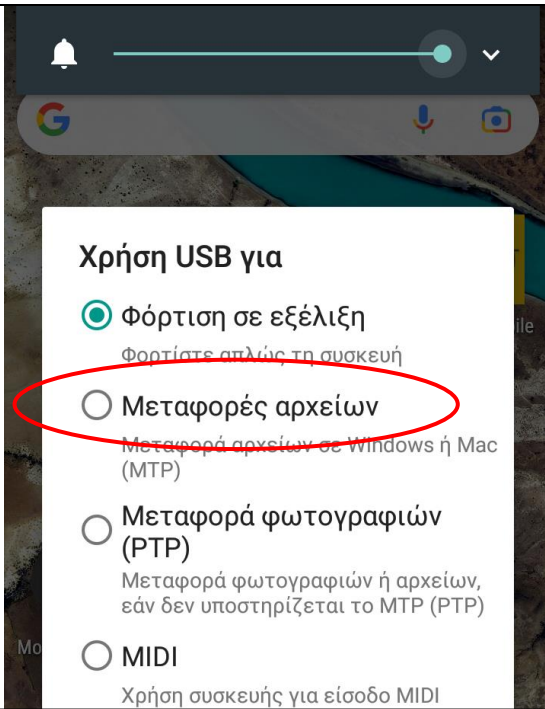 Χρήση USB για
Φόρτιση σε εξέλιξη
Φορτίστε απλώς τη συσκευή
Μεταφορές αρχείων
Μεταφορά αρχείων σε Windows ή Mac
(MTP)
Μεταφορά φωτογραφιών
(PTP)
Μεταφορά φωτογραφιών ή αρχείων,
εάν δεν υποστηρίζεται το MTP (PTP)
MIDI
Χρήση συσκευής για είσοδο MIDI